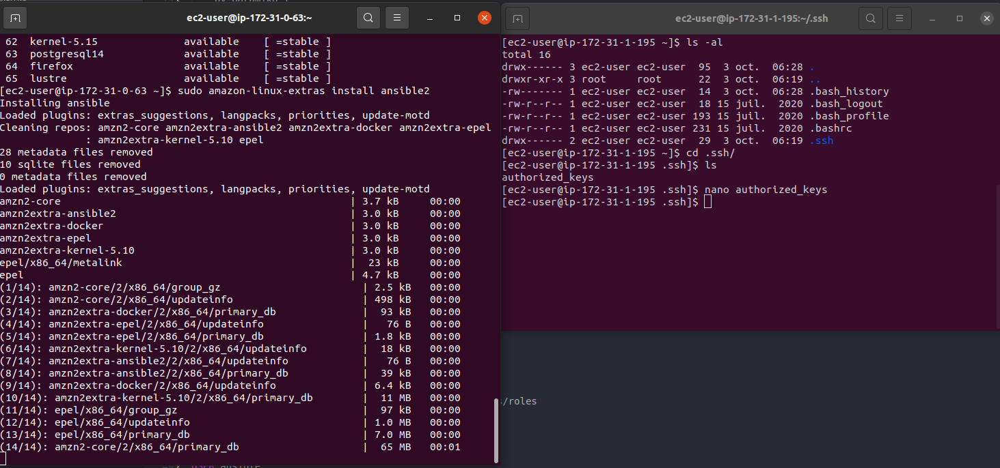 ec2-user@ip-172-31-0-63:~
62 kernel-5.15 available [ =stable ]
63 postgresql14 available [ =stable ]
64 firefox available [ =stable ]
65 lustre available [ =stable ]
[ec2-user@ip-172-31-0-63 ~]$ sudo amazon-linux-extras install ansible2
Installing ansible
Loaded plugins: extras_suggestions, langpacks, priorities, update-motd
Cleaning repos: amzn2-core amzn2extra-ansible2 amzn2extra-docker amzn2extra-epel
: amzn2extra-kernel-5.10 epel
28 metadata files removed
10 sqlite files removed
0 metadata files removed
Loaded plugins: extras_suggestions, langpacks, priorities, update-motd
amzn2-core | 3.7 kB 00:00
amzn2extra-ansible2 | 3.0 kB 00:00
amzn2extra-docker | 3.0 kB 00:00
amzn2extra-epel | 3.0 kB 00:00
amzn2extra-kernel-5.10 | 3.0 kB 00:00
epel/x86_64/metalink | 23 kB 00:00
epel | 4.7 kB 00:00
(1/14): amzn2-core/2/x86_64/group_gz | 2.5 kB 00:00
(2/14): amzn2-core/2/x86_64/updateinfo | 498 kB 00:00
(3/14): amzn2extra-docker/2/x86_64/primary_db | 93 kB 00:00
(4/14): amzn2extra-epel/2/x86_64/updateinfo | 76 B 00:00
(5/14): amzn2extra-epel/2/x86_64/primary_db | 1.8 kB 00:00
(6/14): amzn2extra-kernel-5.10/2/x86_64/updateinfo | 18 kB 00:00
(7/14): amzn2extra-ansible2/2/x86_64/updateinfo | 76 B 00:00
(8/14): amzn2extra-ansible2/2/x86_64/primary_db | 39 kB 00:00
(9/14): amzn2extra-docker/2/x86_64/updateinfo | 6.4 kB 00:00
(10/14): amzn2extra-kernel-5.10/2/x86_64/primary_db | 11 MB 00:00
(11/14): epel/x86_64/group_gz | 97 kB 00:00
(12/14): epel/x86_64/updateinfo | 1.0 MB 00:00
(13/14): epel/x86_64/primary_db | 7.0 MB 00:00
(14/14): amzn2-core/2/x86_64/primary_db | 65 MB 00:01
ec2-user@ip-172-31-1-195:~/.ssh
[ec2-user@ip-172-31-1-195 ~]$ ls -al
total 16
drwx------ 3 ec2-user ec2-user 95 3 oct. 06:28 .
drwxr-xr-x 3 root root 22 3 oct. 06:19 ..
-rw------- 1 ec2-user ec2-user 14 3 oct. 06:28 .bash_history
-rw-r--r-- 1 ec2-user ec2-user 18 15 juil. 2020 .bash_logout
-rw-r--r-- 1 ec2-user ec2-user 193 15 juil. 2020 .bash_profile
-rw-r--r-- 1 ec2-user ec2-user 231 15 juil. 2020 .bashrc
drwx------ 2 ec2-user ec2-user 29 3 oct. 06:19 .ssh
[ec2-user@ip-172-31-1-195 ~]$ cd .ssh/
[ec2-user@ip-172-31-1-195 .ssh]$ ls
authorized_keys
[ec2-user@ip-172-31-1-195 .ssh]$ nano authorized_keys
[ec2-user@ip-172-31-1-195 .ssh]$
/roles